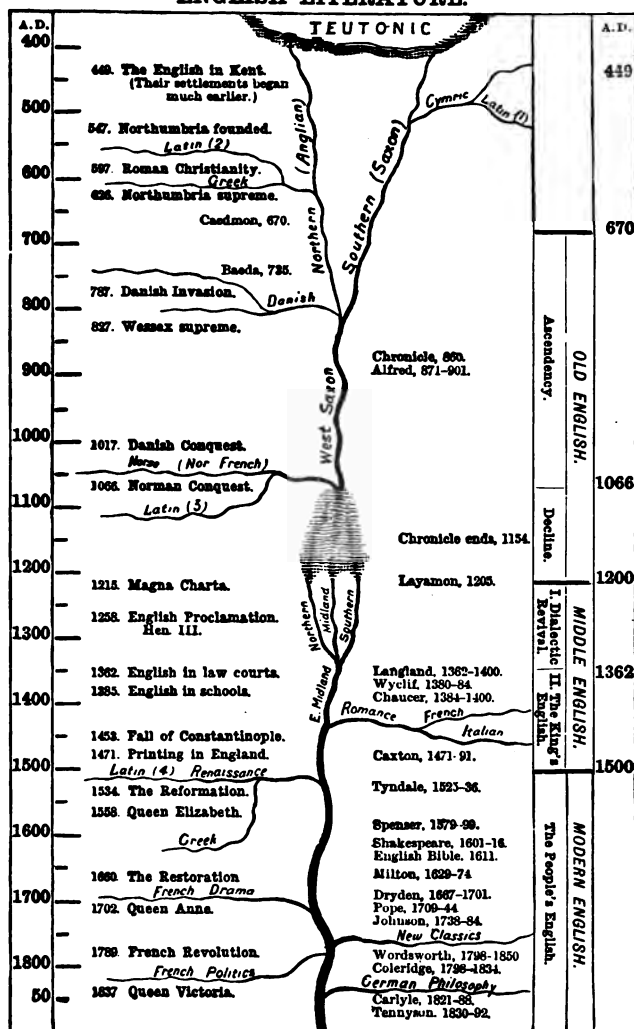 ENGLISH LITERATURE.
TEUTONIC
A.D.
400
500
600
700
800
900
1000
1100
1200
1300
1400
1500
1600
1700
1800
50
449. The English in Kent.
(Their settlements began
much earlier.)
547. Northumbria founded.
Latin (2)
597. Roman Christianity.
Greek
626. Northumbria supreme.
Caedmon, 670.
Baeda, 735.
787. Danish Invasion.
Danish
827. Wessex supreme.
1017. Danish Conquest.
Norse (Nor French)
1066. Norman Conquest.
Latin (3)
1215. Magna Charta.
1258. English Proclamation.
Hen. III.
1362. English in law courts.
1385. English in schools.
1453. Fall of Constantinople.
1471. Printing in England.
Latin (4) Renaissance
1534. The Reformation.
1558. Queen Elizabeth.
Greek
1660. The Restoration
French Drama
1702. Queen Anne.
1789. French Revolution.
French Politics
1837 Queen Victoria.
Northern (Anglian)
Southern (Saxon)
Cymric
Latin (1)
West Saxon
Northern
Midland
Southern
E. Midland
Romance
French
Italian
Chronicle, 860.
Alfred, 871-901.
Chronicle ends, 1154.
Layamon, 1205.
Langland, 1362-1400.
Wyclif, 1380-84.
Chaucer, 1384-1400.
Caxton, 1471-91.
Tyndale, 1525-36.
Spenser, 1579-99.
Shakespeare, 1601-16.
English Bible. 1611.
Milton, 1629-74
Dryden, 1667-1701.
Pope, 1709-44
Johnson, 1738-84.
New Classics
Wordsworth, 1798-1850
Coleridge, 1798-1834.
German Philosophy
Carlyle, 1821-88.
Tennyson. 1830-92.
Ascendency.
Decline.
I. Dialectic
Revival.
II. The King's
English.
The People's English.
OLD ENGLISH.
MIDDLE ENGLISH.
MODERN ENGLISH.
A.D.
449
670
1066
1200
1362
1500